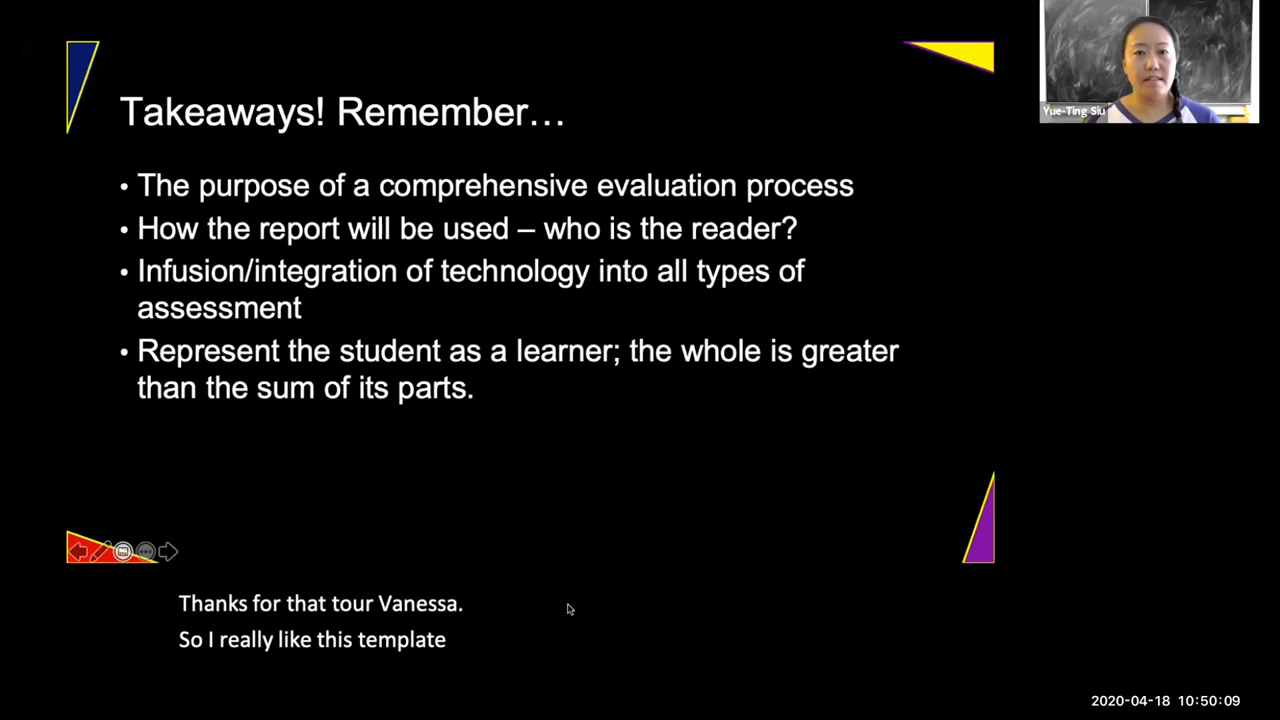 Yue-Ting Siu
Takeaways! Remember…
• The purpose of a comprehensive evaluation process
• How the report will be used – who is the reader?
• Infusion/integration of technology into all types of
assessment
• Represent the student as a learner; the whole is greater
than the sum of its parts.
Thanks for that tour Vanessa.
So I really like this template
2020-04-18 10:50:09